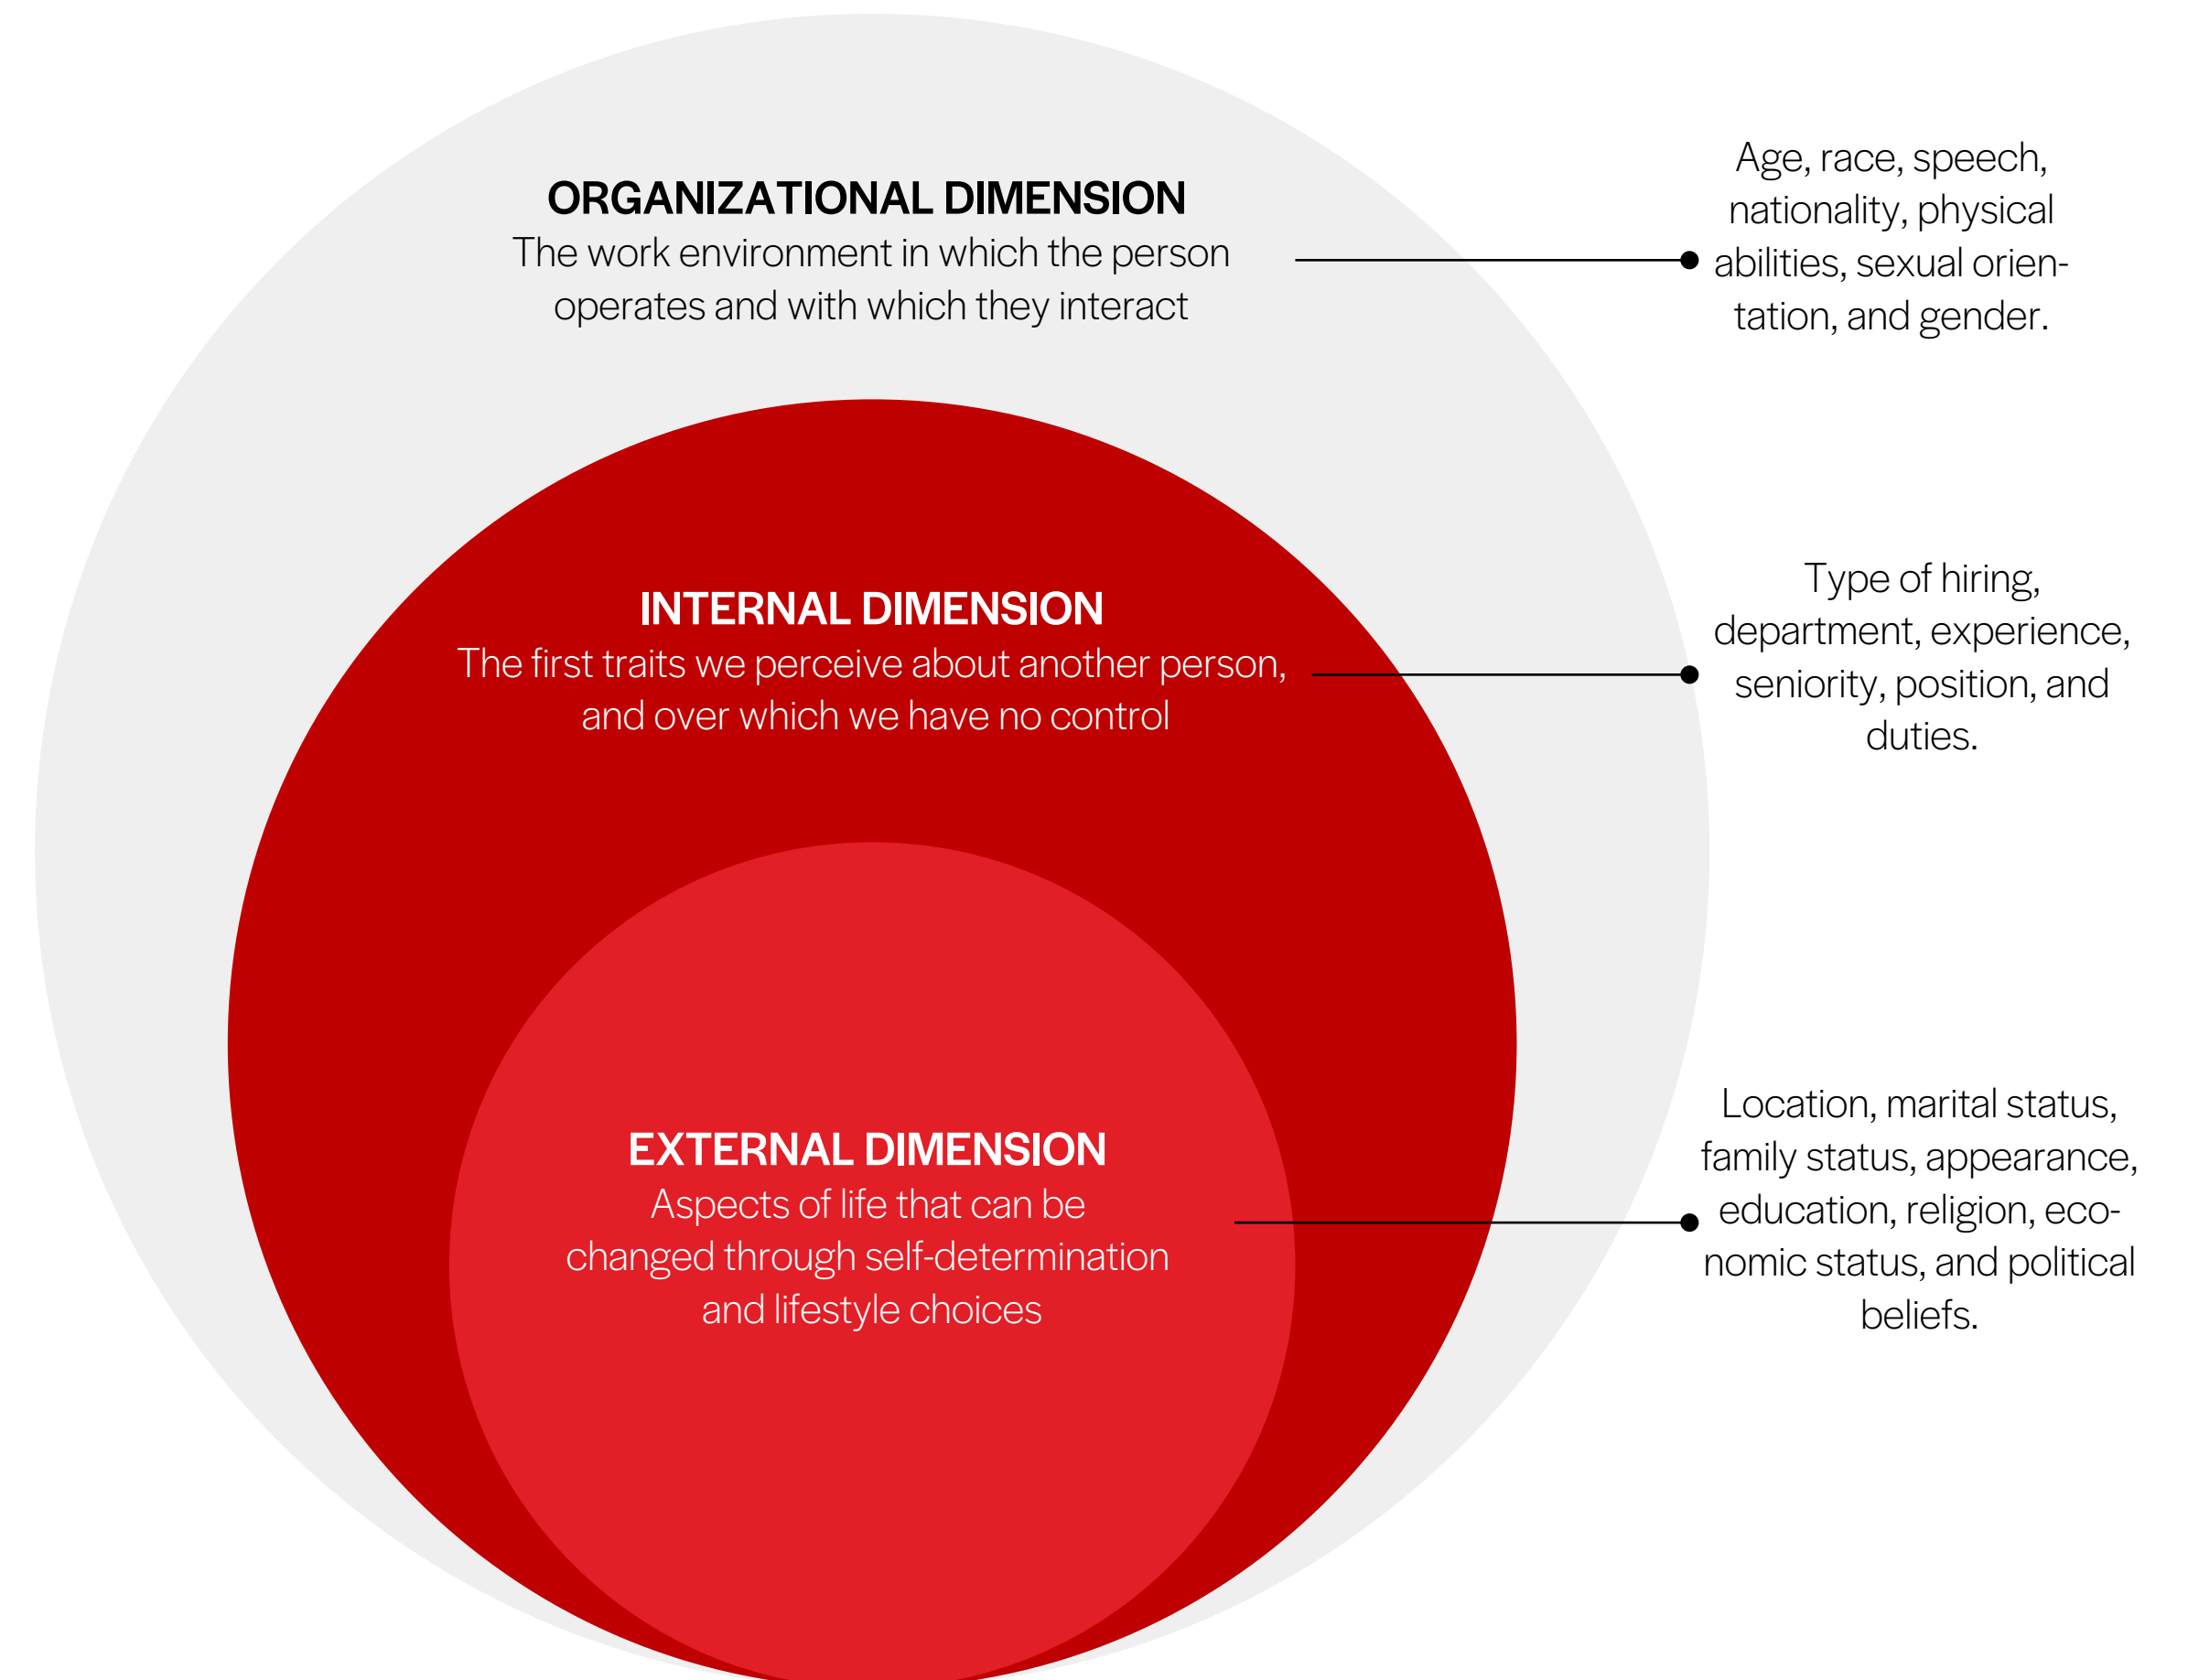 ORGANIZATIONAL DIMENSION
The work environment in which the person
operates and with which they interact
Age, race, speech,
nationality, physical
abilities, sexual orien-
tation, and gender.
INTERNAL DIMENSION
The first traits we perceive about another person,
and over which we have no control
Type of hiring,
department, experience,
seniority, position, and
duties.
EXTERNAL DIMENSION
Aspects of life that can be
changed through self-determination
and lifestyle choices
Location, marital status,
family status, appearance,
education, religion, eco-
nomic status, and political
beliefs.